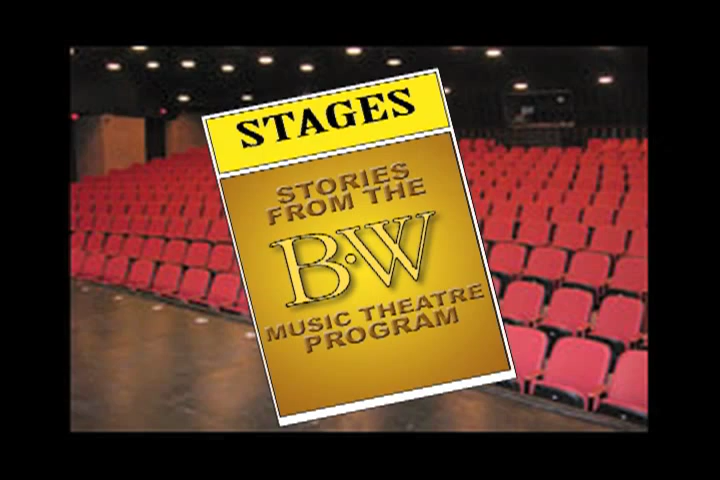 STAGES
STORIES
FROM THE
B·W
MUSIC THEATRE
PROGRAM